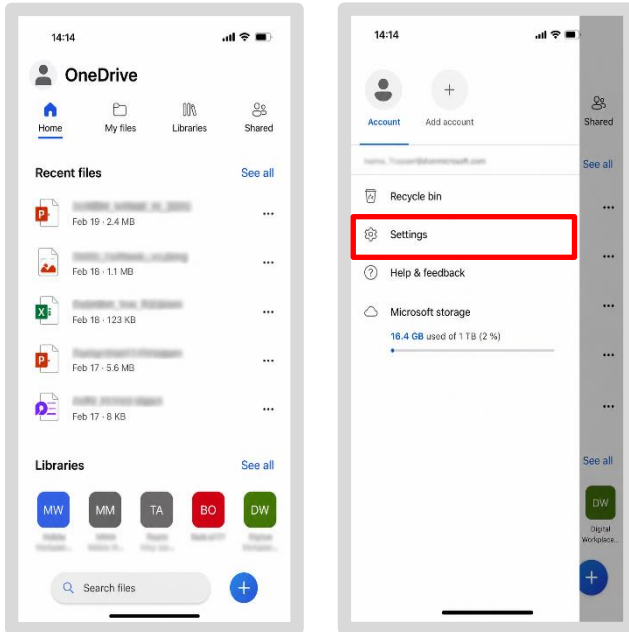 14:14
OneDrive
Home My files Libraries Shared
Recent files See all
Feb 19 · 2.4 MB
Feb 18 · 1.1 MB
Feb 18 · 123 KB
Feb 17 · 5.6 MB
Feb 17 · 8 KB
Libraries See all
MW MM TA BO DW
Search files
14:14
Account Add account
Shared
See all
Recycle bin
Settings
Help & feedback
Microsoft storage
16.4 GB used of 1 TB (2 %)
See all
DW
Digital
Workplace...